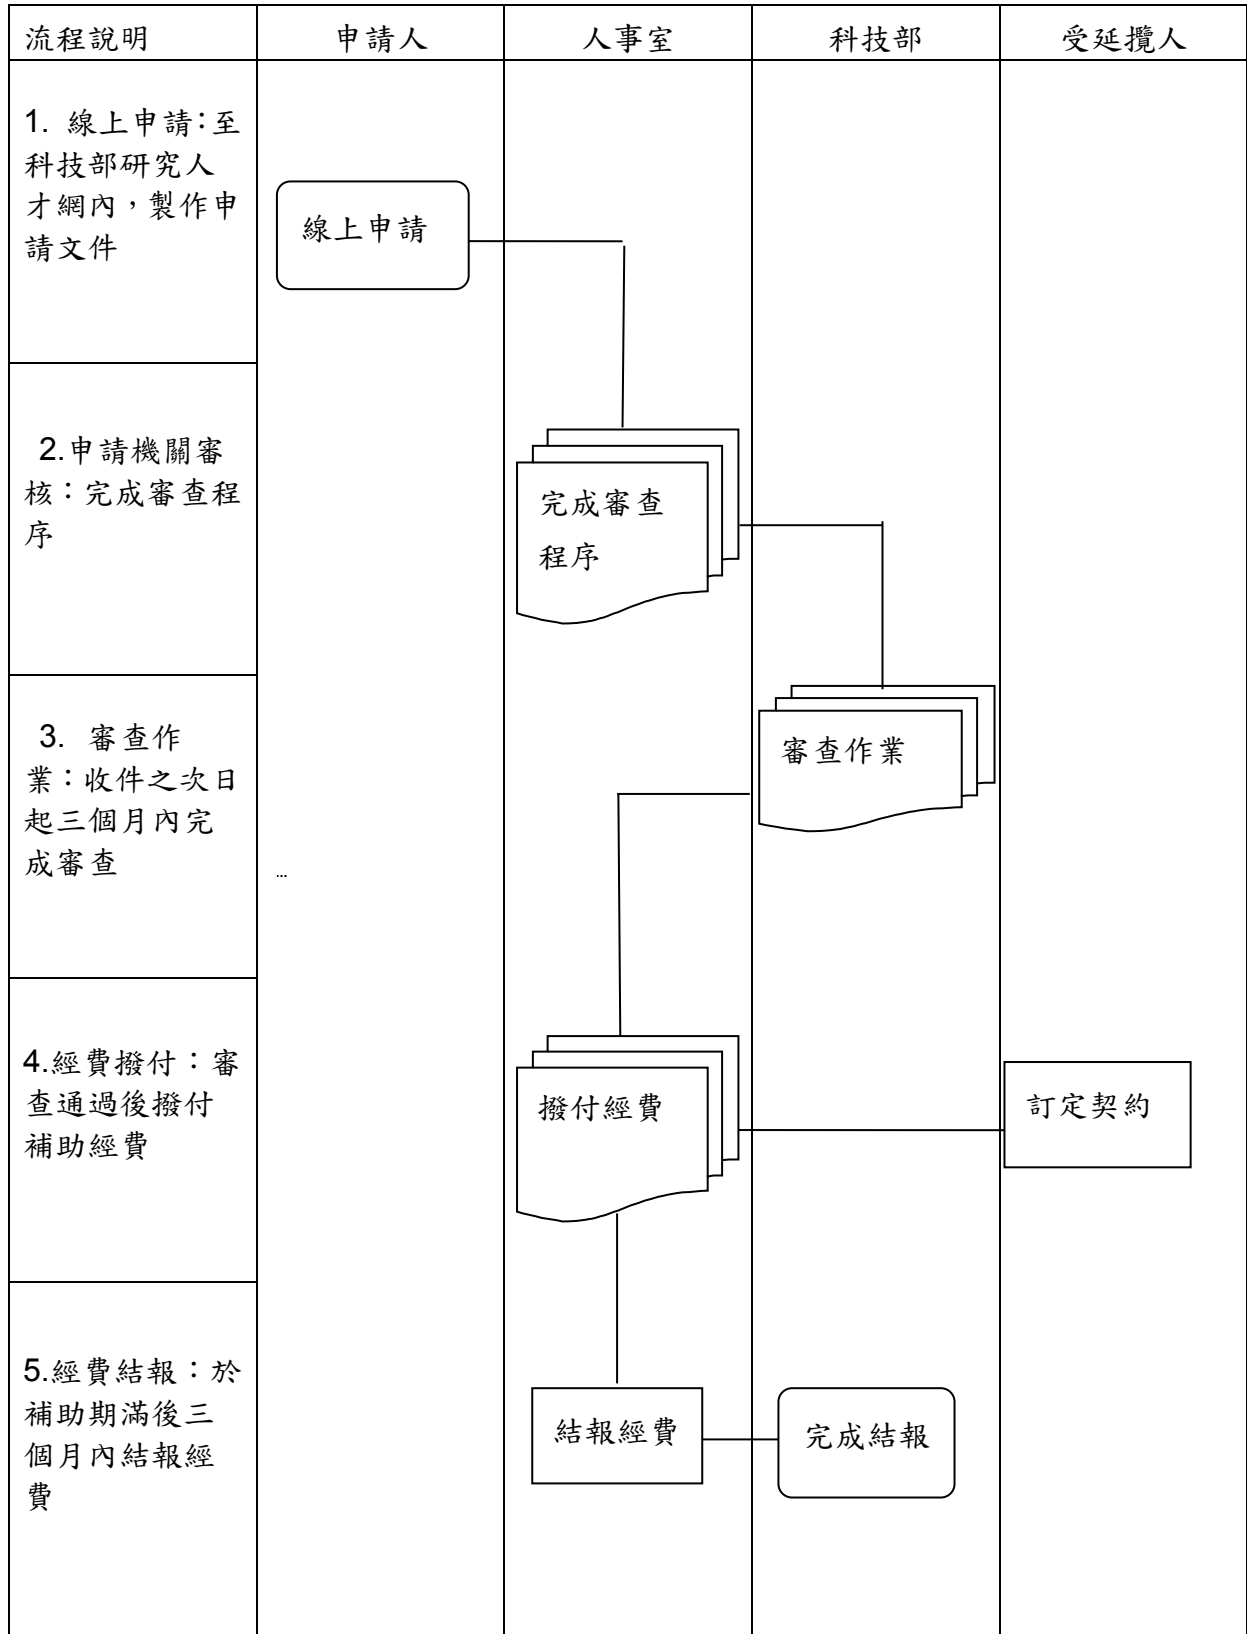 流程說明
申請人
人事室
科技部
受延攬人
1. 線上申請：至
科技部研究人
才網內，製作申
請文件
線上申請
2.申請機關審
核：完成審查程
序
完成審查
程序
3. 審查作
業：收件之次日
起三個月內完
成審查
審查作業
…
4.經費撥付：審
查通過後撥付
補助經費
撥付經費
訂定契約
5.經費結報：於
補助期滿後三
個月內結報經
費
結報經費
完成結報